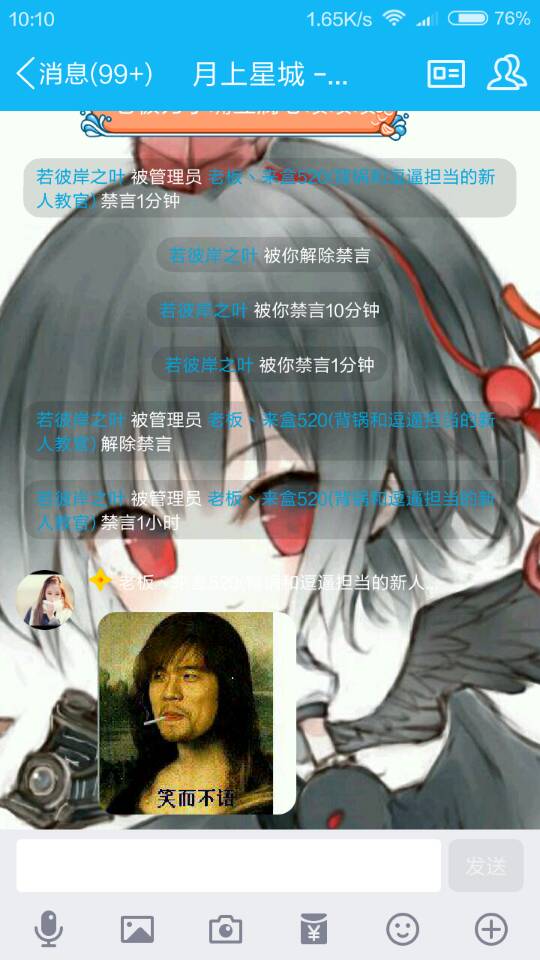 10:10
1.65K/s
76%
消息(99+)
月上星城 -...
若彼岸之叶 被管理员 老板丶来盒520(背锅和逗逼担当的新
人教官) 禁言1分钟
若彼岸之叶 被你解除禁言
若彼岸之叶 被你禁言10分钟
若彼岸之叶 被你禁言1分钟
若彼岸之叶 被管理员 老板丶来盒520(背锅和逗逼担当的新
人教官) 解除禁言
若彼岸之叶 被管理员 老板丶来盒520(背锅和逗逼担当的新
人教官) 禁言1小时
老板丶来盒520(背锅和逗逼担当的新人...
笑而不语
发送